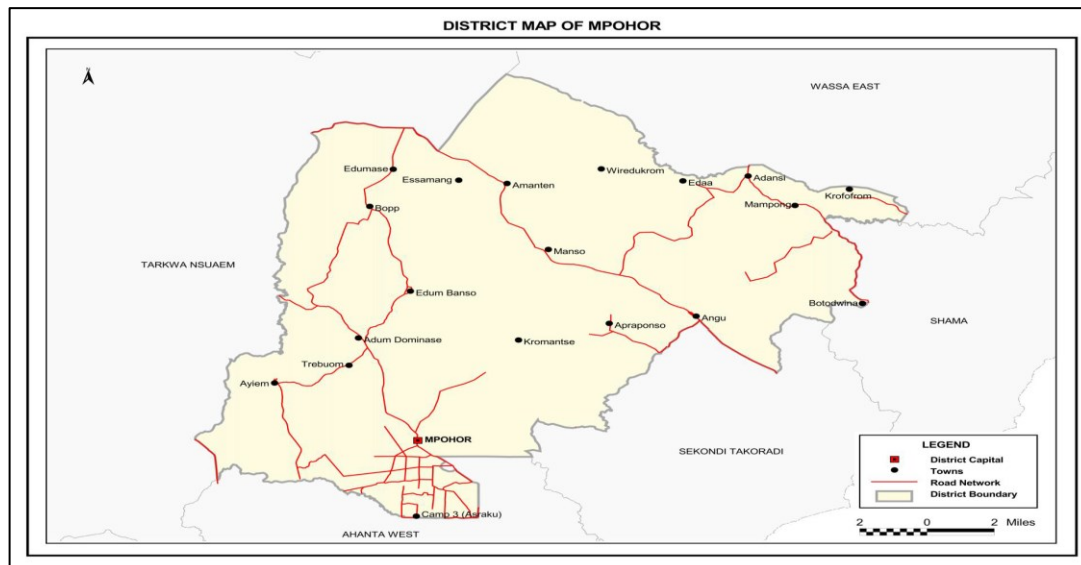 DISTRICT MAP OF MPOHOR
N
WASSA EAST
Edumase
Essamang
Amanten
Wiredukrom
Edaa
Adansi
Krofofrom
Mampong
Bopp
Manso
TARKWA NSUAEM
Edum Banso
Botodwina
Apraponso
Angu
SHAMA
Adum Dominase
Kromantse
Trebuom
Ayiem
MPOHOR
SEKONDI TAKORADI
LEGEND
District Capital
Towns
Road Network
District Boundary
Camp 3 (Asraku)
AHANTA WEST
2 0 2 Miles